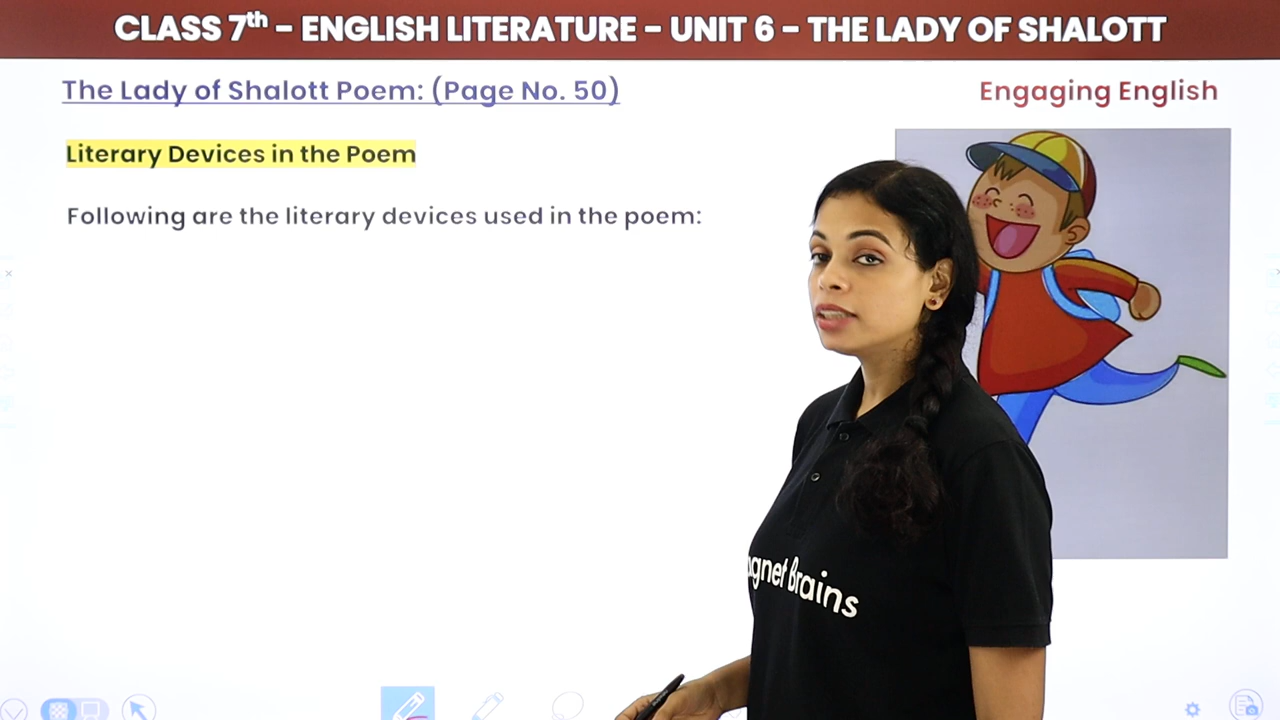 CLASS 7th - ENGLISH LITERATURE - UNIT 6 - THE LADY OF SHALOTT
The Lady of Shalott Poem: (Page No. 50)
Engaging English
Literary Devices in the Poem
Following are the literary devices used in the poem:
agnet Brains